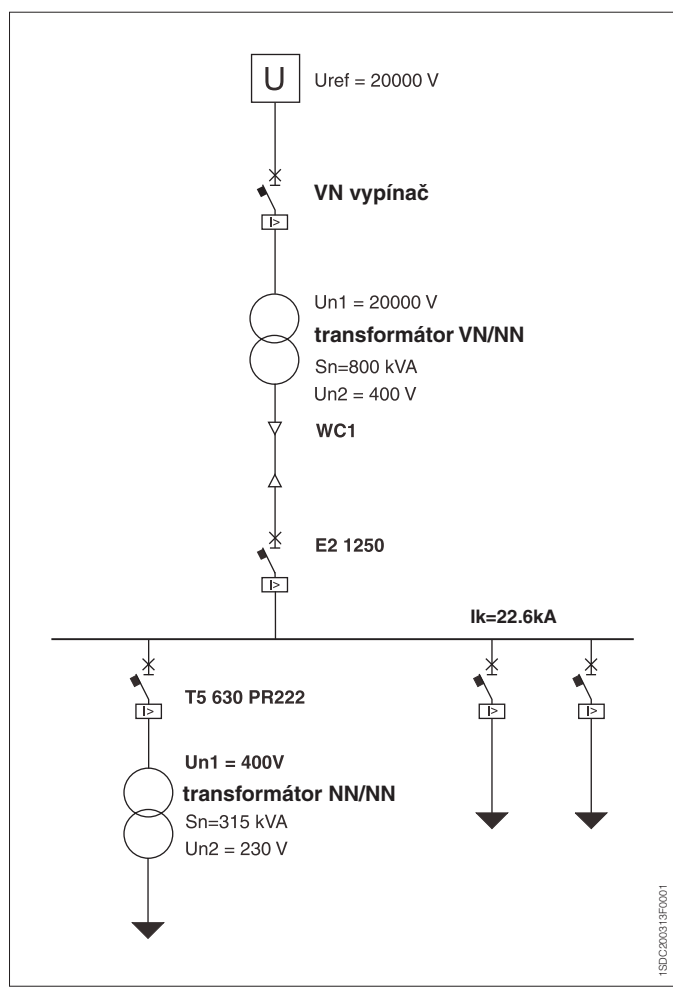 U
Uref = 20000 V
VN vypínač
I>
Un1 = 20000 V
transformátor VN/NN
Sn=800 kVA
Un2 = 400 V
WC1
E2 1250
I>
Ik=22.6kA
T5 630 PR222
I>
I>
I>
Un1 = 400V
transformátor NN/NN
Sn=315 kVA
Un2 = 230 V
1SDC200313F0001